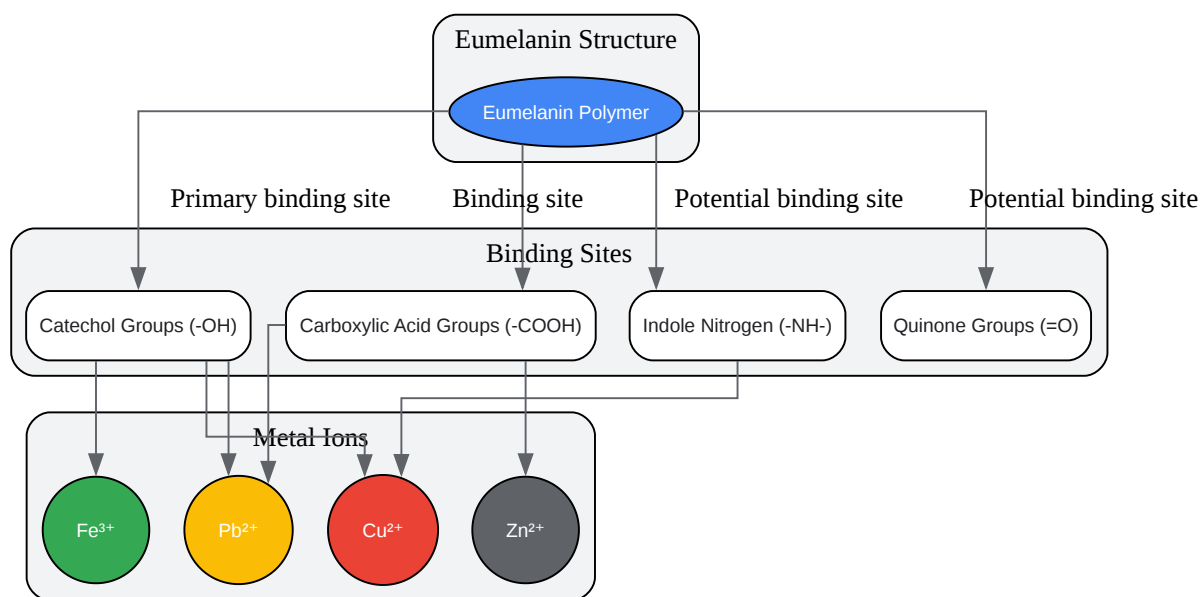 Eumelanin Structure
Eumelanin Polymer
Primary binding site
Binding site
Potential binding site
Potential binding site
Binding Sites
Catechol Groups (-OH)
Carboxylic Acid Groups (-COOH)
Indole Nitrogen (-NH-)
Quinone Groups (=O)
Metal Ions
Fe³⁺
Pb²⁺
Cu²⁺
Zn²⁺